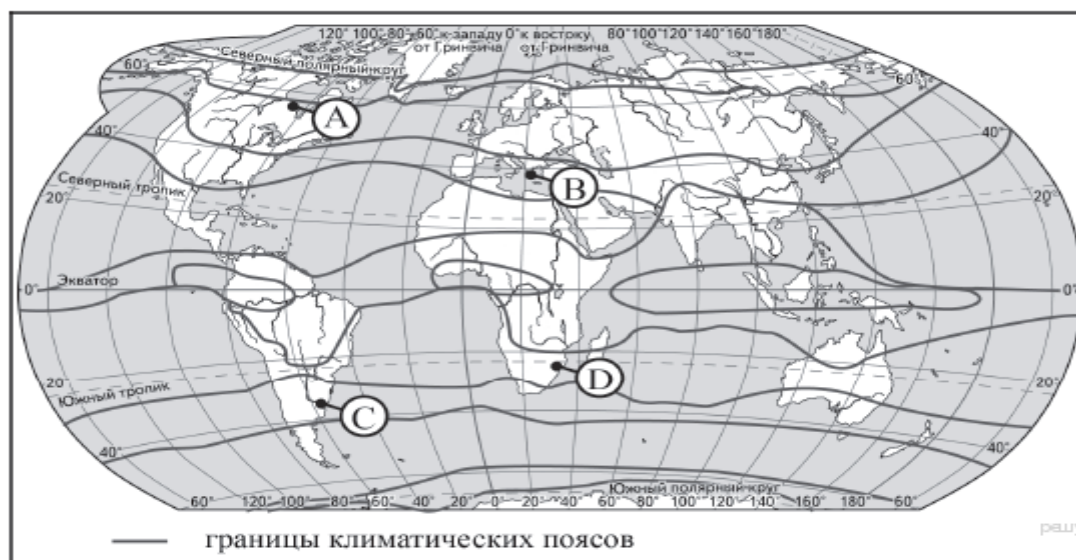 120° 100° 80° 60° к западу 0° к востоку 80° 100° 120° 140° 160° 180°
от Гринвича от Гринвича
Северный полярный круг
60° 60°
A
40° 40°
B
Северный тропик
20° 20°
Экватор
0° 0°
D
20° 20°
Южный тропик
C
40° 40°
Южный полярный круг
60° 120° 100° 80° 60° 40° 20° 0° 20° 40° 60° 80° 100° 120° 140° 160° 180° 60°
границы климатических поясов